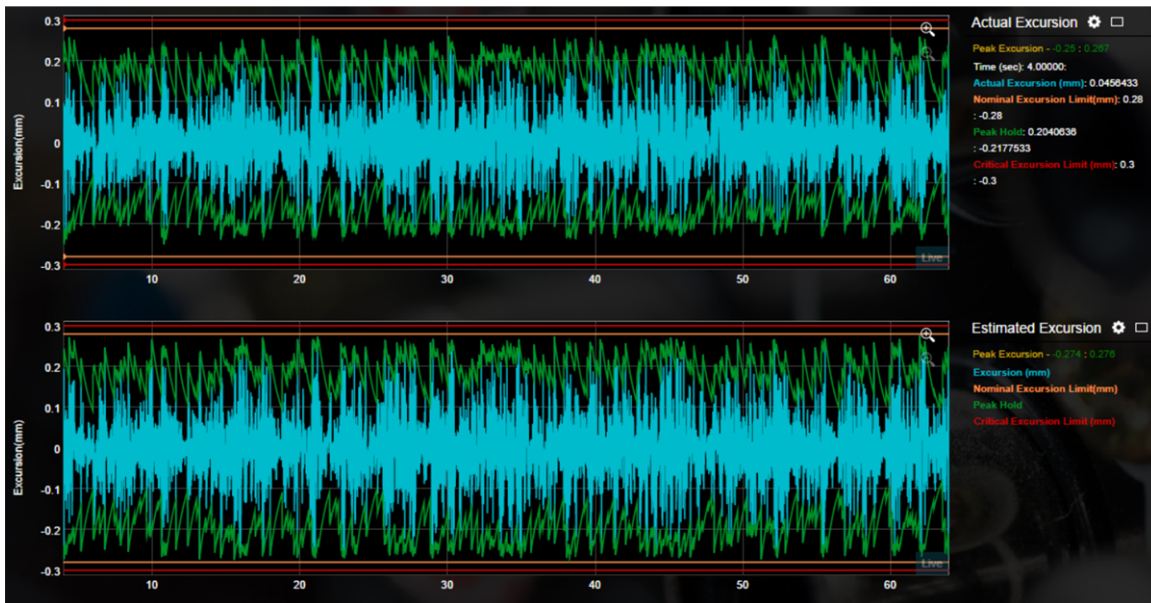 Actual Excursion
Peak Excursion - -0.25 : 0.267
Time (sec): 4.00000:
Actual Excursion (mm): 0.0456433
Nominal Excursion Limit(mm): 0.28
: -0.28
Peak Hold: 0.2040636
: -0.2177533
Critical Excursion Limit (mm): 0.3
: -0.3
Excursion(mm)
0.3
0.2
0.1
0
-0.1
-0.2
-0.3
Live
10 20 30 40 50 60
Estimated Excursion
Peak Excursion - -0.274 : 0.276
Excursion (mm)
Nominal Excursion Limit(mm)
Peak Hold
Critical Excursion Limit (mm)
Excursion(mm)
0.3
0.2
0.1
0
-0.1
-0.2
-0.3
Live
10 20 30 40 50 60